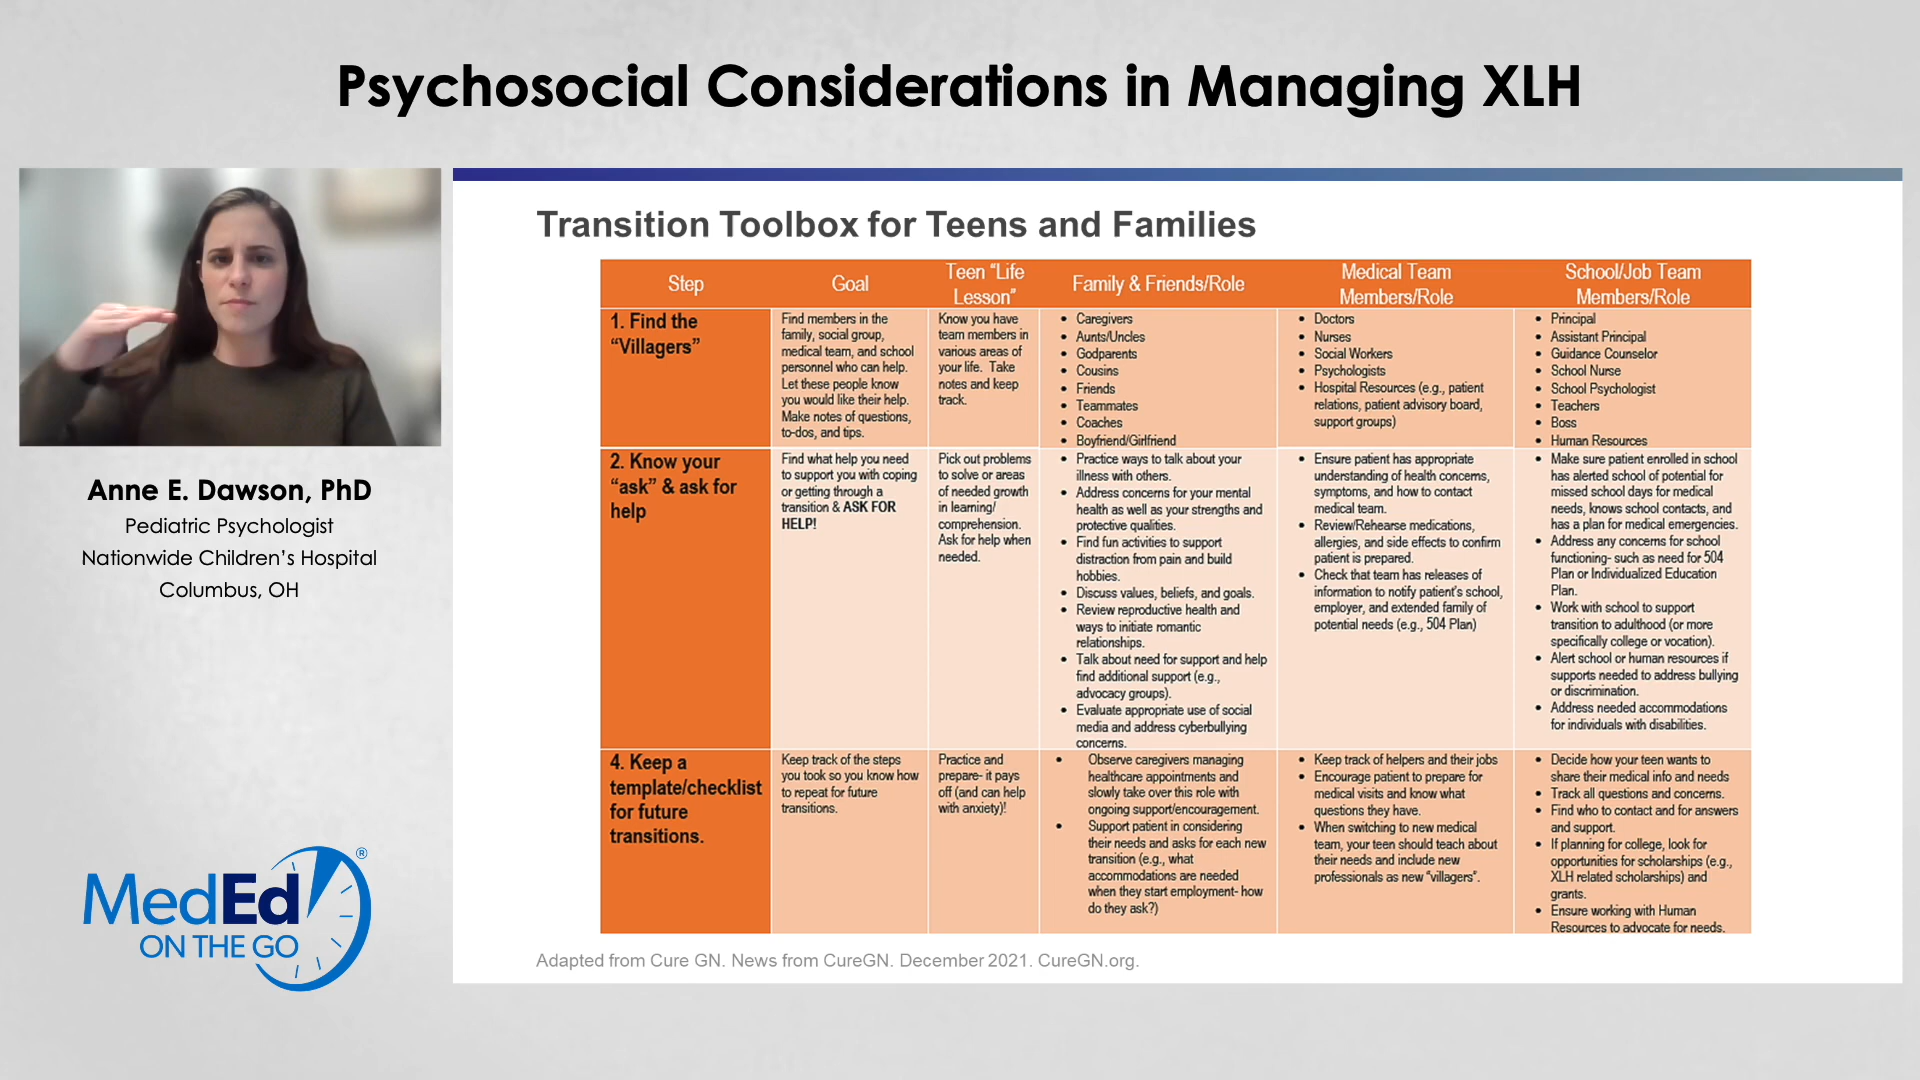 Psychosocial Considerations in Managing XLH
Anne E. Dawson, PhD
Pediatric Psychologist
Nationwide Children's Hospital
Columbus, OH
MedEd®
ON THE GO
Transition Toolbox for Teens and Families
Step
Goal
Teen "Life
Lesson"
Family & Friends/Role
Medical Team
Members/Role
School/Job Team
Members/Role
1. Find the
"Villagers"
Find members in the
family, social group,
medical team, and school
personnel who can help.
Let these people know
you would like their help.
Make notes of questions,
to-dos, and tips.
Know you have
team members in
various areas of
your life. Take
notes and keep
track.
• Caregivers
• Aunts/Uncles
• Godparents
• Cousins
• Friends
• Teammates
• Coaches
• Boyfriend/Girlfriend
• Doctors
• Nurses
• Social Workers
• Psychologists
• Hospital Resources (e.g., patient
relations, patient advisory board,
support groups)
• Principal
• Assistant Principal
• Guidance Counselor
• School Nurse
• School Psychologist
• Teachers
• Boss
• Human Resources
2. Know your
"ask" & ask for
help
Find what help you need
to support you with coping
or getting through a
transition & ASK FOR
HELP!
Pick out problems
to solve or areas
of needed growth
in learning/
comprehension.
Ask for help when
needed.
• Practice ways to talk about your
illness with others.
• Address concerns for your mental
health as well as your strengths and
protective qualities.
• Find fun activities to support
distraction from pain and build
hobbies.
• Discuss values, beliefs, and goals.
• Review reproductive health and
ways to initiate romantic
relationships.
• Talk about need for support and help
find additional support (e.g.,
advocacy groups).
• Evaluate appropriate use of social
media and address cyberbullying
concerns.
• Ensure patient has appropriate
understanding of health concerns,
symptoms, and how to contact
medical team.
• Review/Rehearse medications,
allergies, and side effects to confirm
patient is prepared.
• Check that team has releases of
information to notify patient's school,
employer, and extended family of
potential needs (e.g., 504 Plan)
• Make sure patient enrolled in school
has alerted school of potential for
missed school days for medical
needs, knows school contacts, and
has a plan for medical emergencies.
• Address any concerns for school
functioning- such as need for 504
Plan or Individualized Education
Plan.
• Work with school to support
transition to adulthood (or more
specifically college or vocation).
• Alert school or human resources if
supports needed to address bullying
or discrimination.
• Address needed accommodations
for individuals with disabilities.
4. Keep a
template/checklist
for future
transitions.
Keep track of the steps
you took so you know how
to repeat for future
transitions.
Practice and
prepare- it pays
off (and can help
with anxiety)!
• Observe caregivers managing
healthcare appointments and
slowly take over this role with
ongoing support/encouragement.
• Support patient in considering
their needs and asks for each new
transition (e.g., what
accommodations are needed
when they start employment- how
do they ask?)
• Keep track of helpers and their jobs
• Encourage patient to prepare for
medical visits and know what
questions they have.
• When switching to new medical
team, your teen should teach about
their needs and include new
professionals as new "villagers".
• Decide how your teen wants to
share their medical info and needs
• Track all questions and concerns.
• Find who to contact and for answers
and support.
• If planning for college, look for
opportunities for scholarships (e.g.,
XLH related scholarships) and
grants.
• Ensure working with Human
Resources to advocate for needs.
Adapted from Cure GN. News from CureGN. December 2021. CureGN.org.